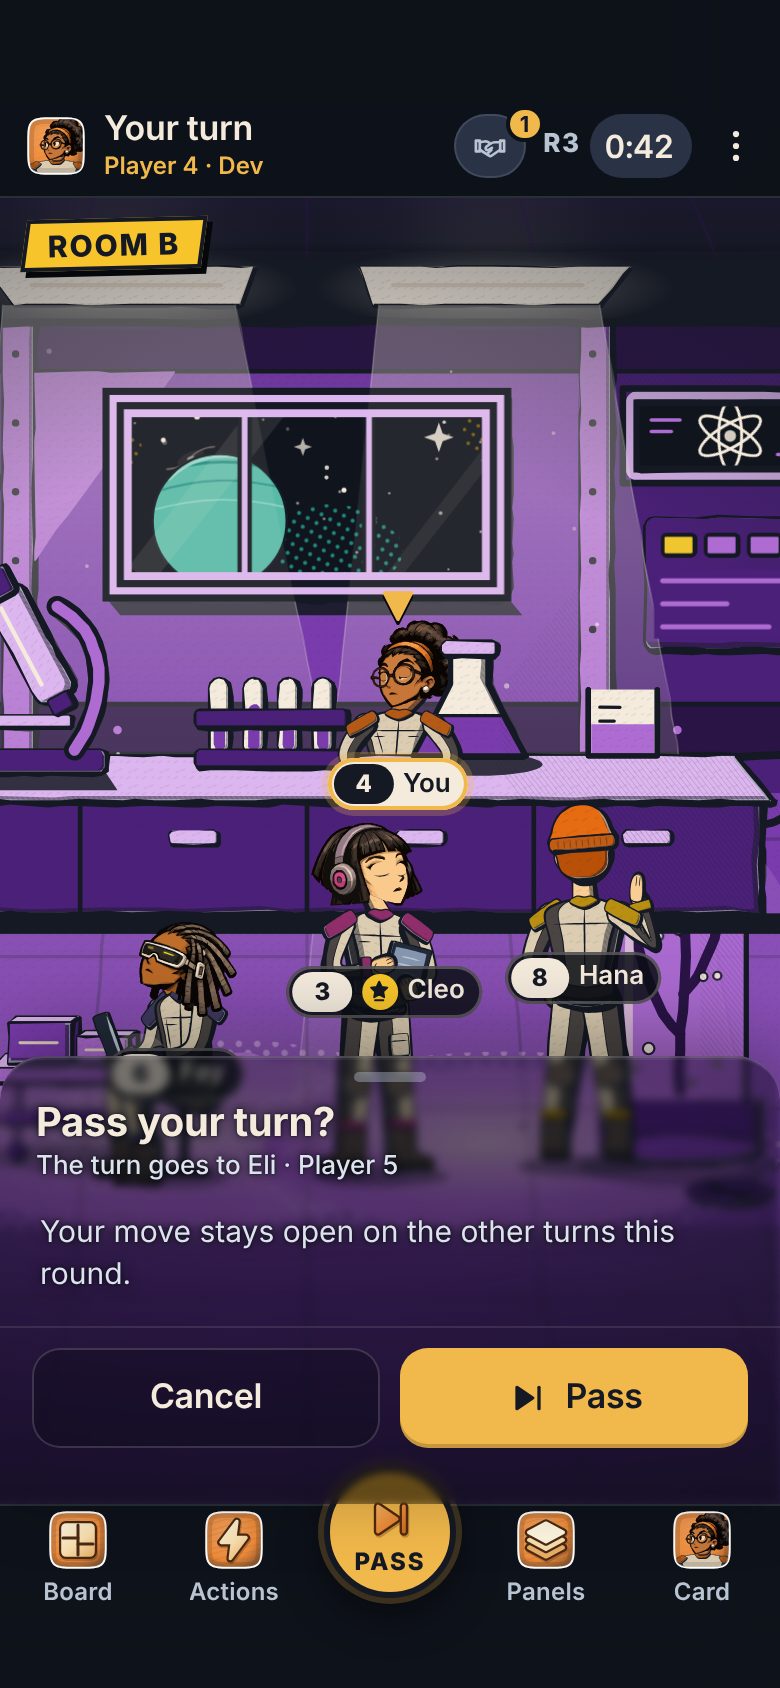 Your turn
Player 4 · Dev
1
R3
0:42
ROOM B
4 You
3 Cleo
8 Hana
Pass your turn?
The turn goes to Eli · Player 5
Your move stays open on the other turns this
round.
Cancel
Pass
Board
Actions
PASS
Panels
Card